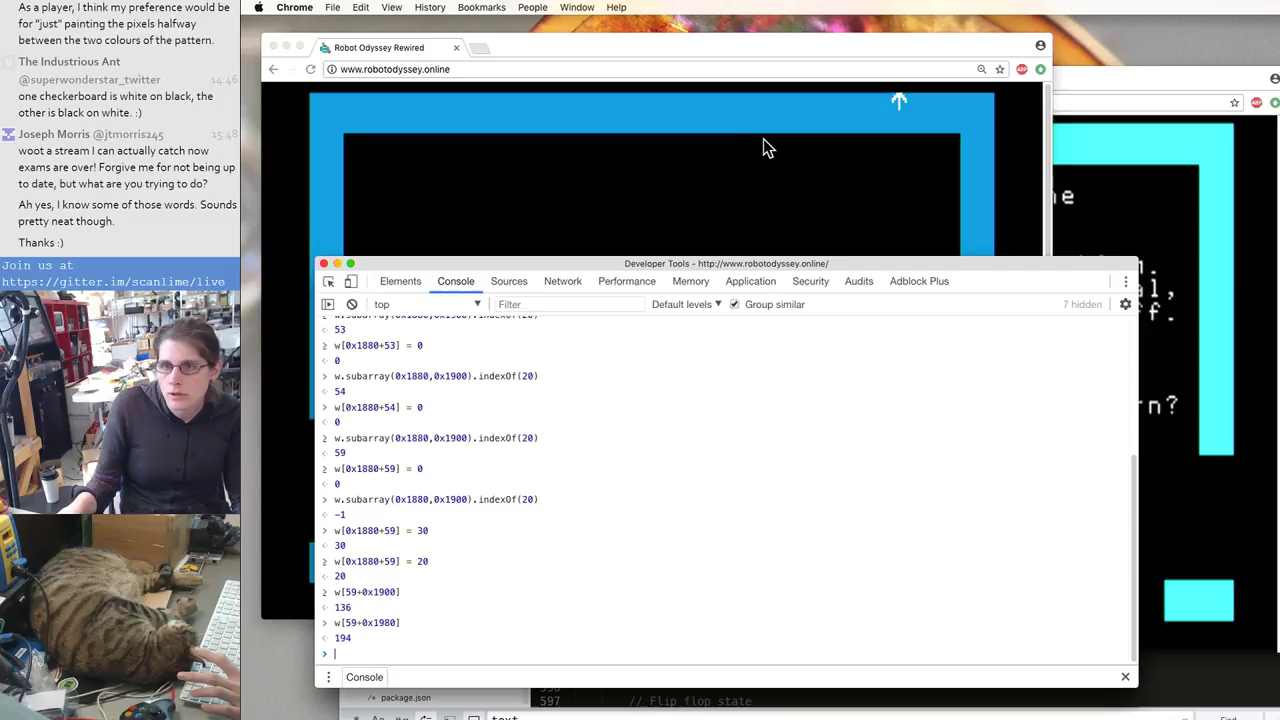 As a player, I think my preference would be
for "just" painting the pixels halfway
between the two colours of the pattern.
The Industrious Ant
@superwonderstar_twitter 14:46
one checkerboard is white on black, the
other is black on white. :)
Joseph Morris @jtmorris245 15:48
woot a stream I can actually catch now
exams are over! Forgive me for not being up
to date, but what are you trying to do?
Ah yes, I know some of those words. Sounds
pretty neat though.
Thanks :)
Join us at
https://gitter.im/scanlime/live
Chrome File Edit View History Bookmarks People Window Help
Robot Odyssey Rewired
www.robotodyssey.online
Developer Tools - http://www.robotodyssey.online/
Elements Console Sources Network Performance Memory Application Security Audits Adblock Plus
top Filter Default levels Group similar 7 hidden
w.subarray(0x1880,0x1900).indexOf(20)
53
w[0x1880+53] = 0
0
w.subarray(0x1880,0x1900).indexOf(20)
54
w[0x1880+54] = 0
0
w.subarray(0x1880,0x1900).indexOf(20)
59
w[0x1880+59] = 0
0
w.subarray(0x1880,0x1900).indexOf(20)
-1
w[0x1880+59] = 30
30
w[0x1880+59] = 20
20
w[59+0x1900]
136
w[59+0x1980]
194
Console
package.json
597 // Flip flop state
text
Find